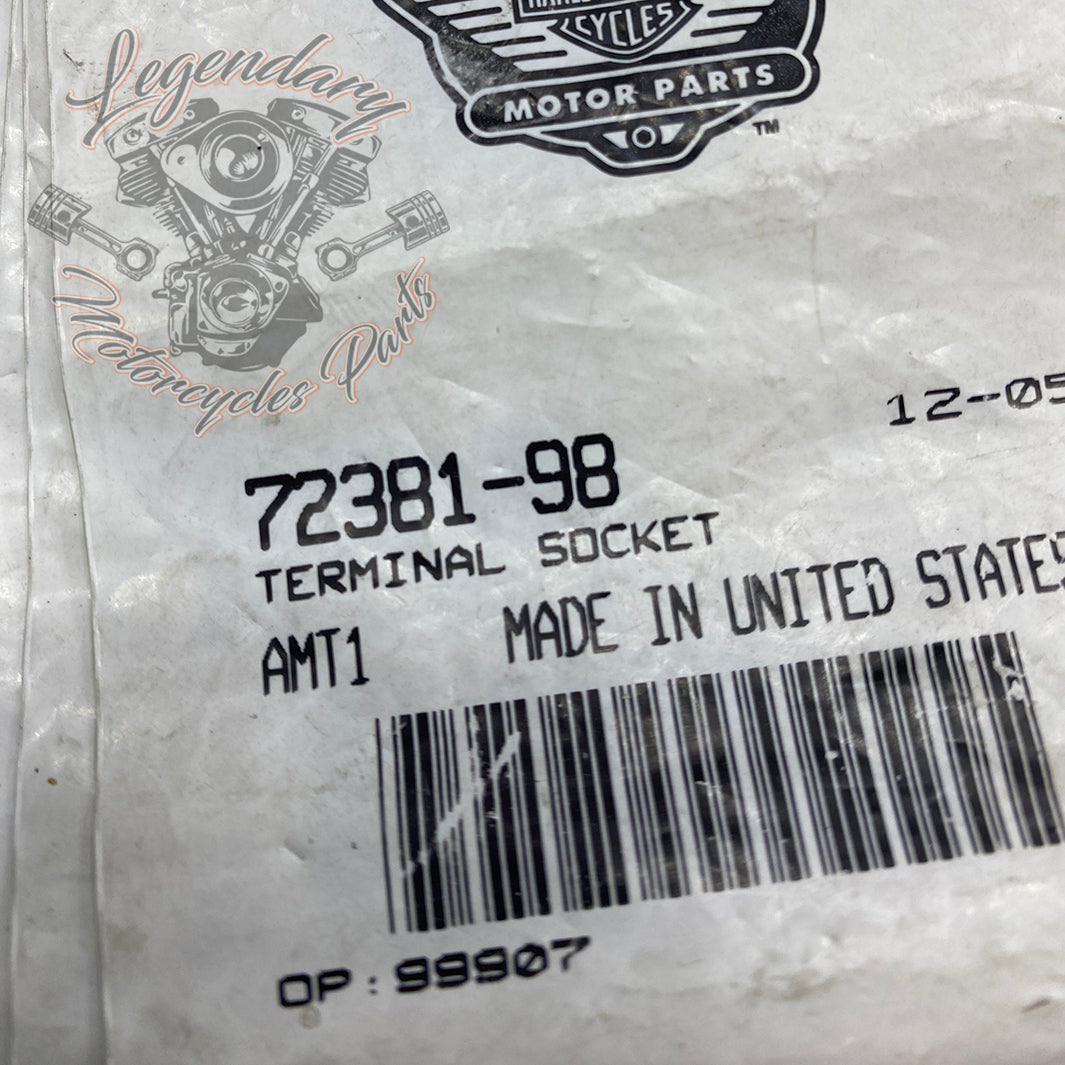 CYCLES
MOTOR PARTS
TM
Legendary
Motorcycles Parts
12-05
72381-98
TERMINAL SOCKET
AMT1 MADE IN UNITED STATES
OP:99907